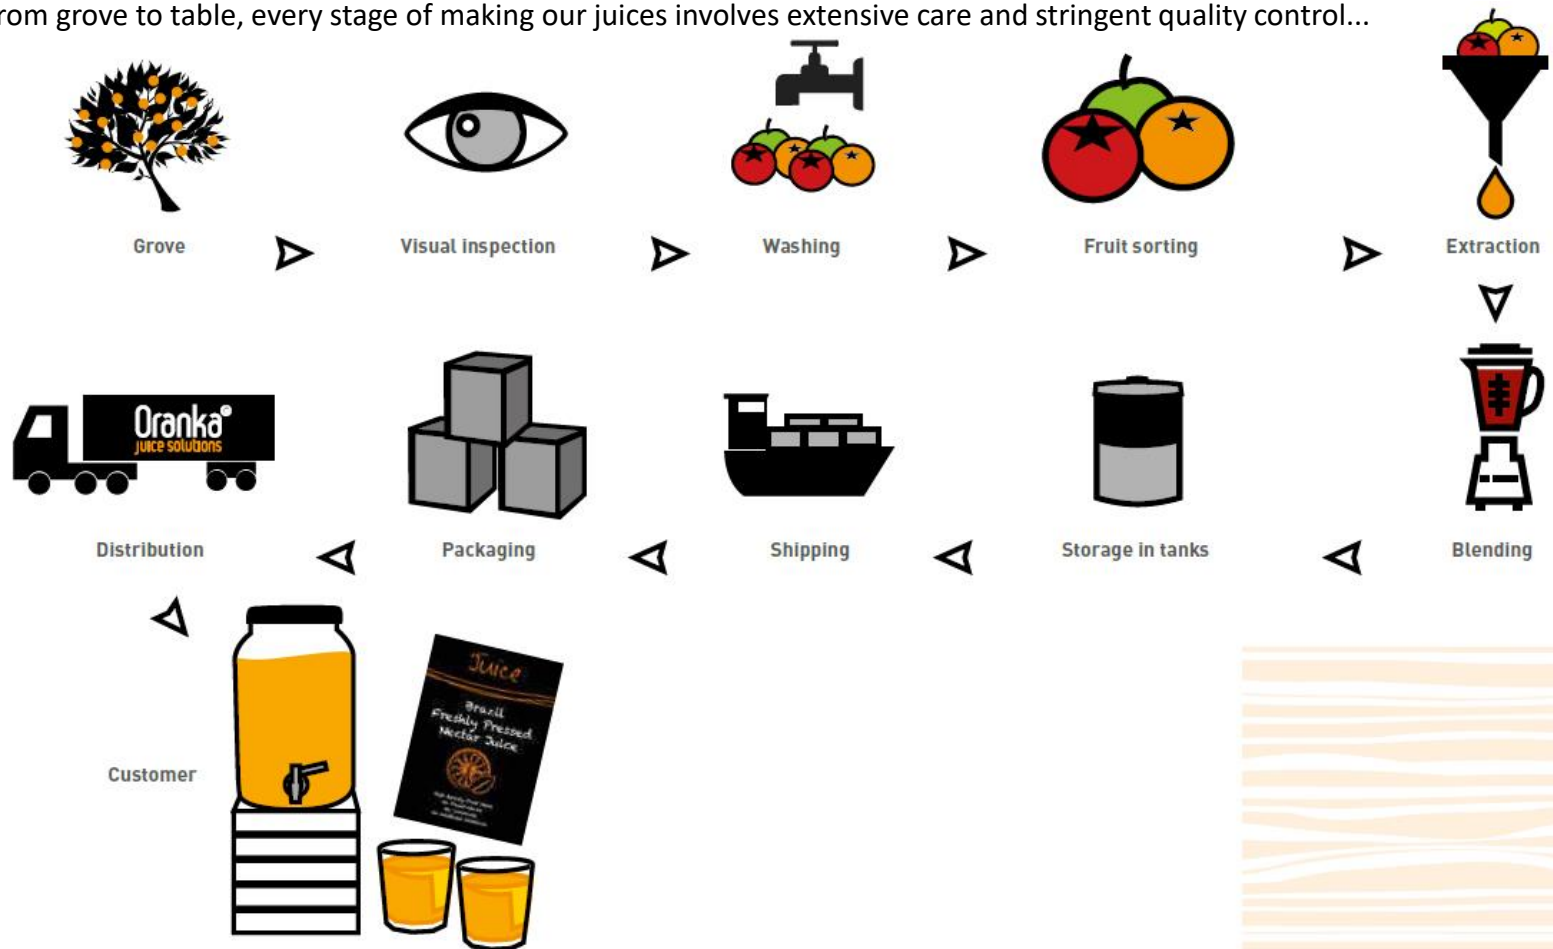 rom grove to table, every stage of making our juices involves extensive care and stringent quality control...
Grove
Visual inspection
Washing
Fruit sorting
Extraction
Oranka
juice solutions
Distribution
Packaging
Shipping
Storage in tanks
Blending
Customer
Juice
Brazil
Freshly Pressed
Nectar Juice